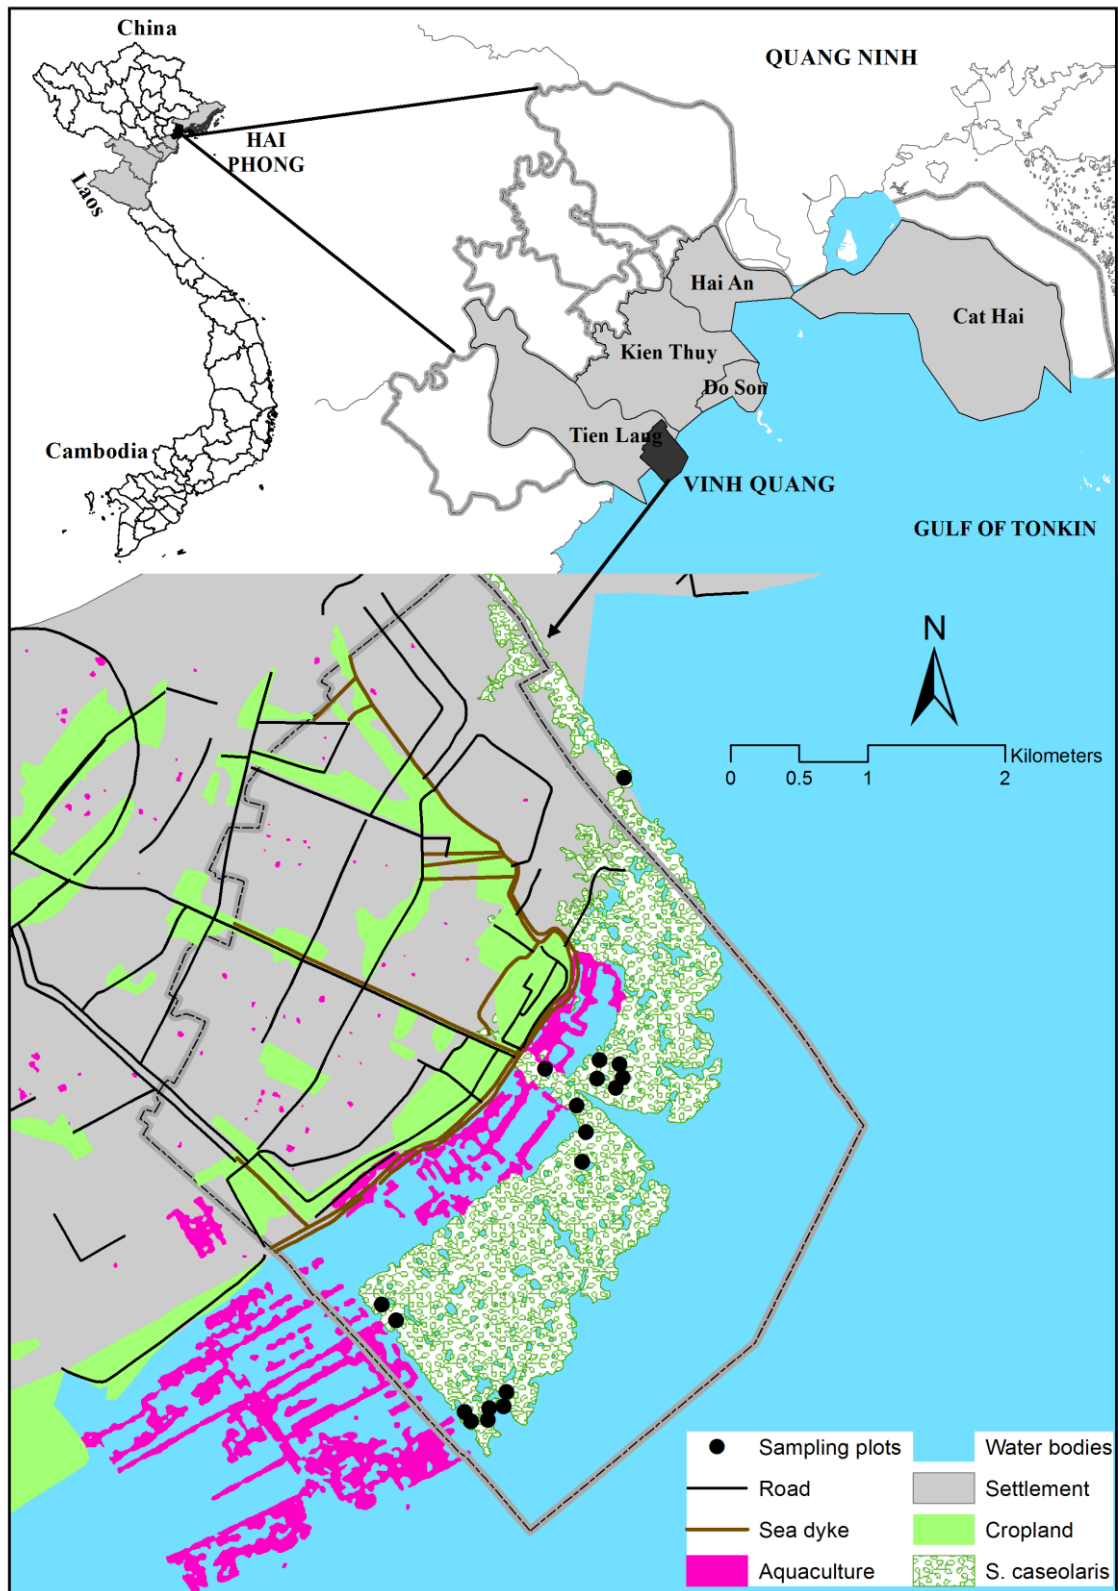 China
QUANG NINH
HAI
PHONG
Laos
Hai An
Cat Hai
Kien Thuy
Do Son
Tien Lang
Cambodia
VINH QUANG
GULF OF TONKIN
N
Kilometers
0 0.5 1 2
Sampling plots
Water bodies
Road
Settlement
Sea dyke
Cropland
Aquaculture
S. caseolaris